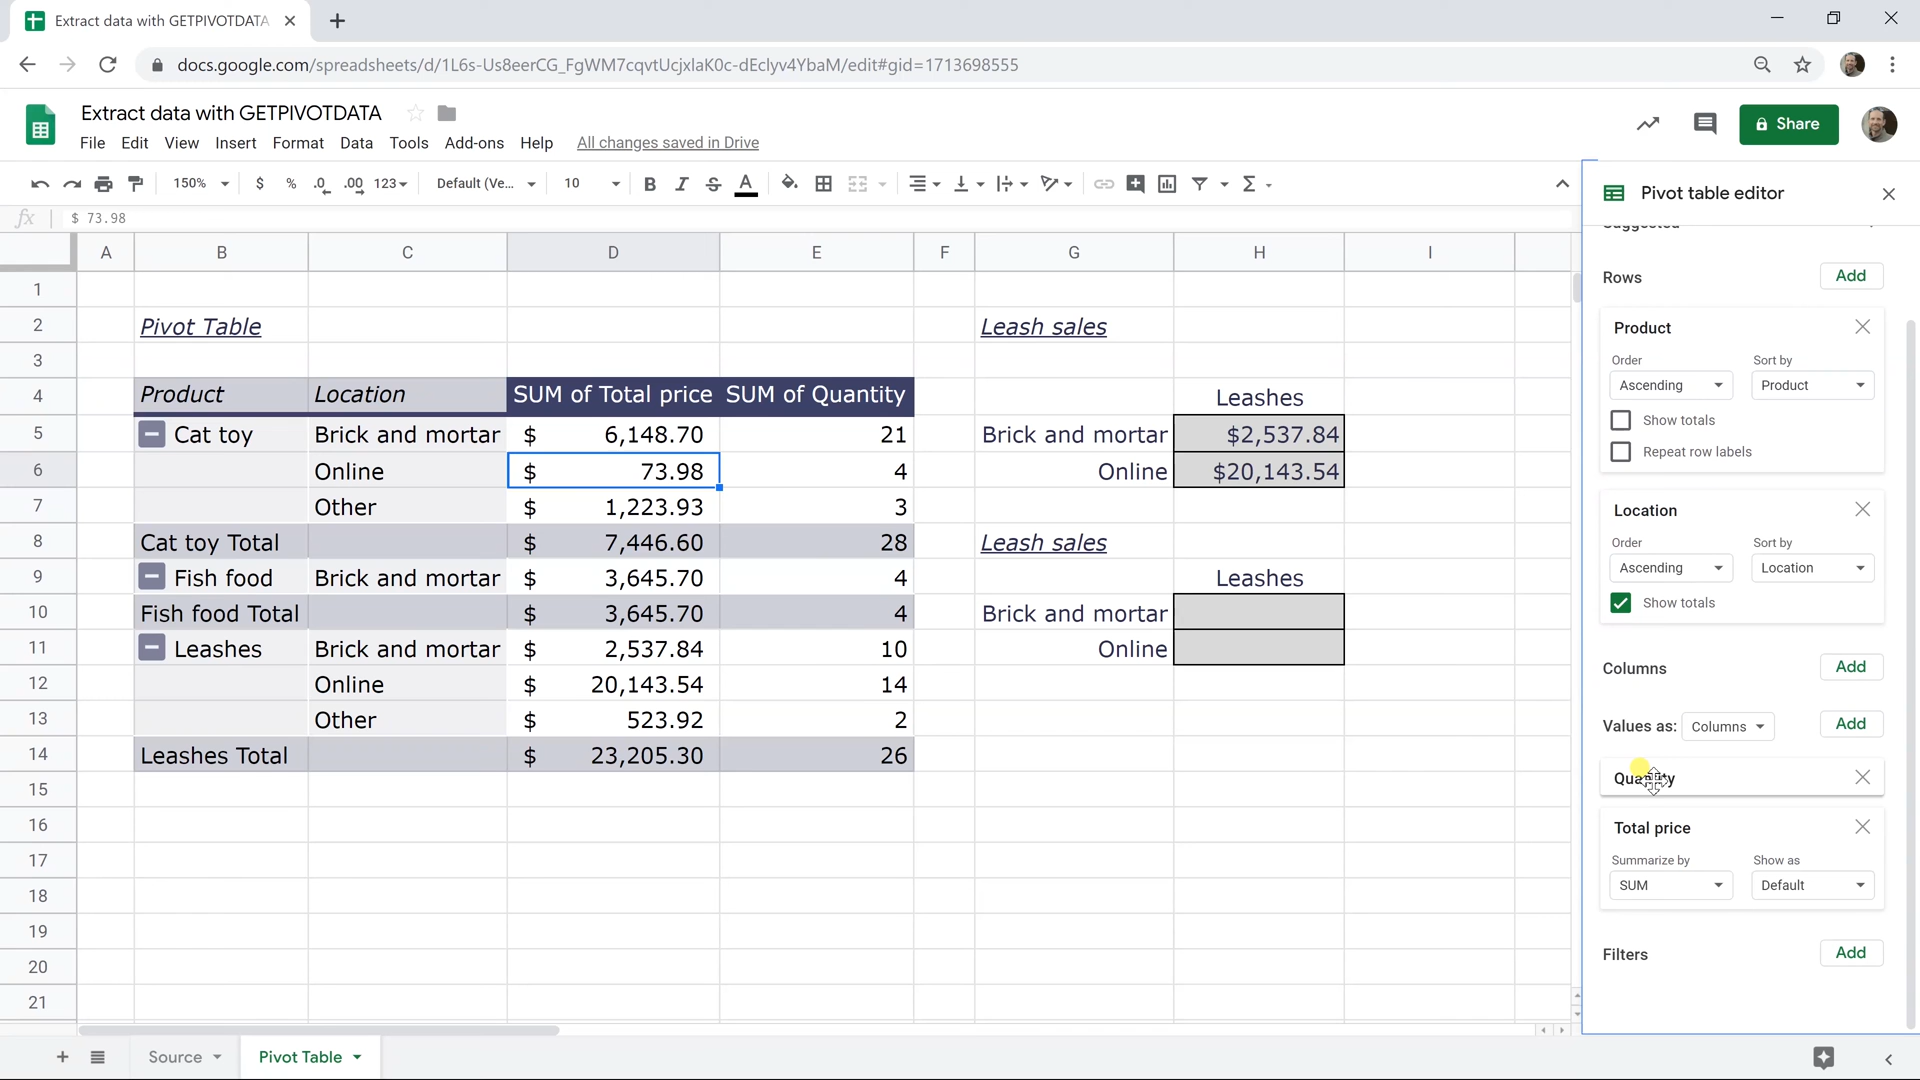 Extract data with GETPIVOTDATA
docs.google.com/spreadsheets/d/1L6s-Us8eerCG_FgWM7cqvtUcjxlaK0c-dEclyv4YbaM/edit#gid=1713698555
Extract data with GETPIVOTDATA
File Edit View Insert Format Data Tools Add-ons Help All changes saved in Drive
Share
150% $ % .0 .00 123 Default (Ve... 10 B I S A Σ
fx $ 73.98
A B C D E F G H I
1
2 Pivot Table Leash sales
3
4 Product Location SUM of Total price SUM of Quantity Leashes
5 Cat toy Brick and mortar $ 6,148.70 21 Brick and mortar $2,537.84
6 Online $ 73.98 4 Online $20,143.54
7 Other $ 1,223.93 3
8 Cat toy Total $ 7,446.60 28 Leash sales
9 Fish food Brick and mortar $ 3,645.70 4 Leashes
10 Fish food Total $ 3,645.70 4 Brick and mortar
11 Leashes Brick and mortar $ 2,537.84 10 Online
12 Online $ 20,143.54 14
13 Other $ 523.92 2
14 Leashes Total $ 23,205.30 26
15
16
17
18
19
20
21
Source Pivot Table
Pivot table editor
Suggested
Rows Add
Product
Order Sort by
Ascending Product
Show totals
Repeat row labels
Location
Order Sort by
Ascending Location
Show totals
Columns Add
Values as: Columns Add
Quantity
Total price
Summarize by Show as
SUM Default
Filters Add